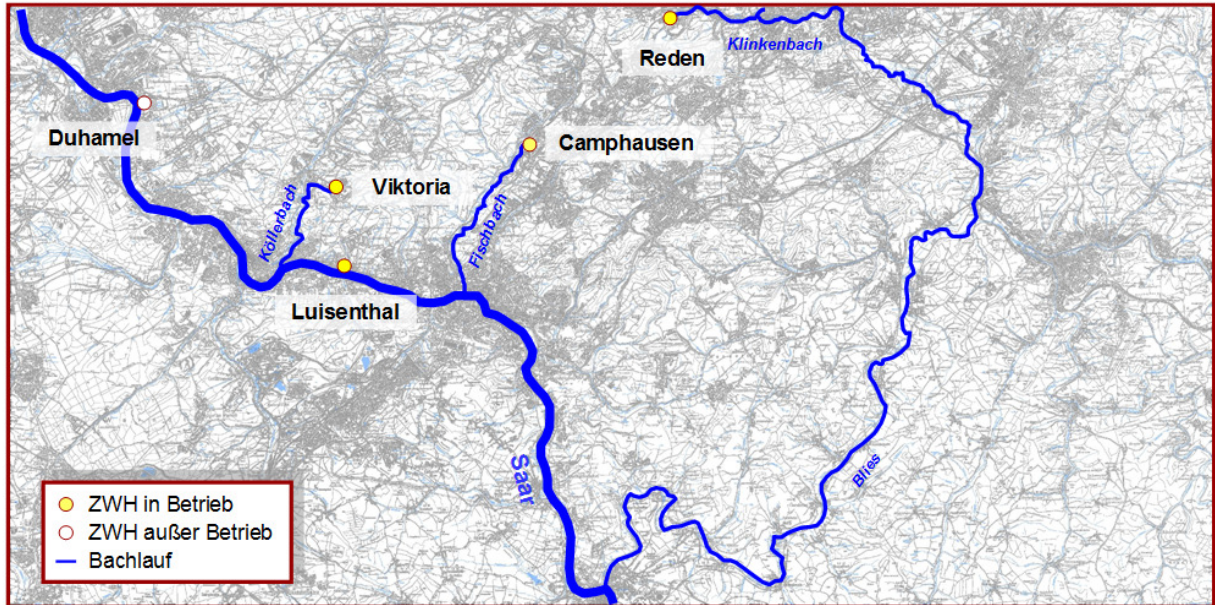 Reden
Klinkenbach
Duhamel
Camphausen
Viktoria
Köllerbach
Fischbach
Luisenthal
Saar
Blies
ZWH in Betrieb
ZWH außer Betrieb
Bachlauf